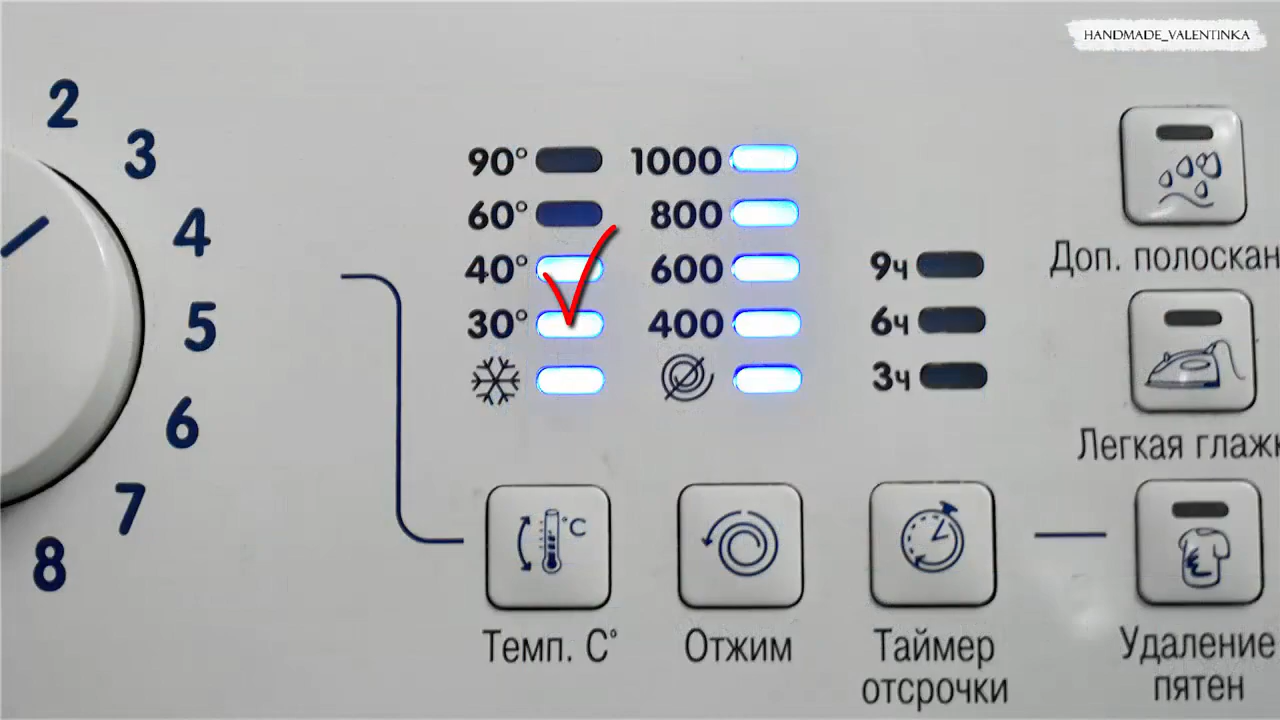 HANDMADE_VALENTINKA
2
3
4
5
6
7
8
90°
60°
40°
30°
1000
800
600
400
9ч
6ч
3ч
Доп. полоскан
Легкая глажк
°C
Темп. C°
Отжим
Таймер
отсрочки
Удаление
пятен